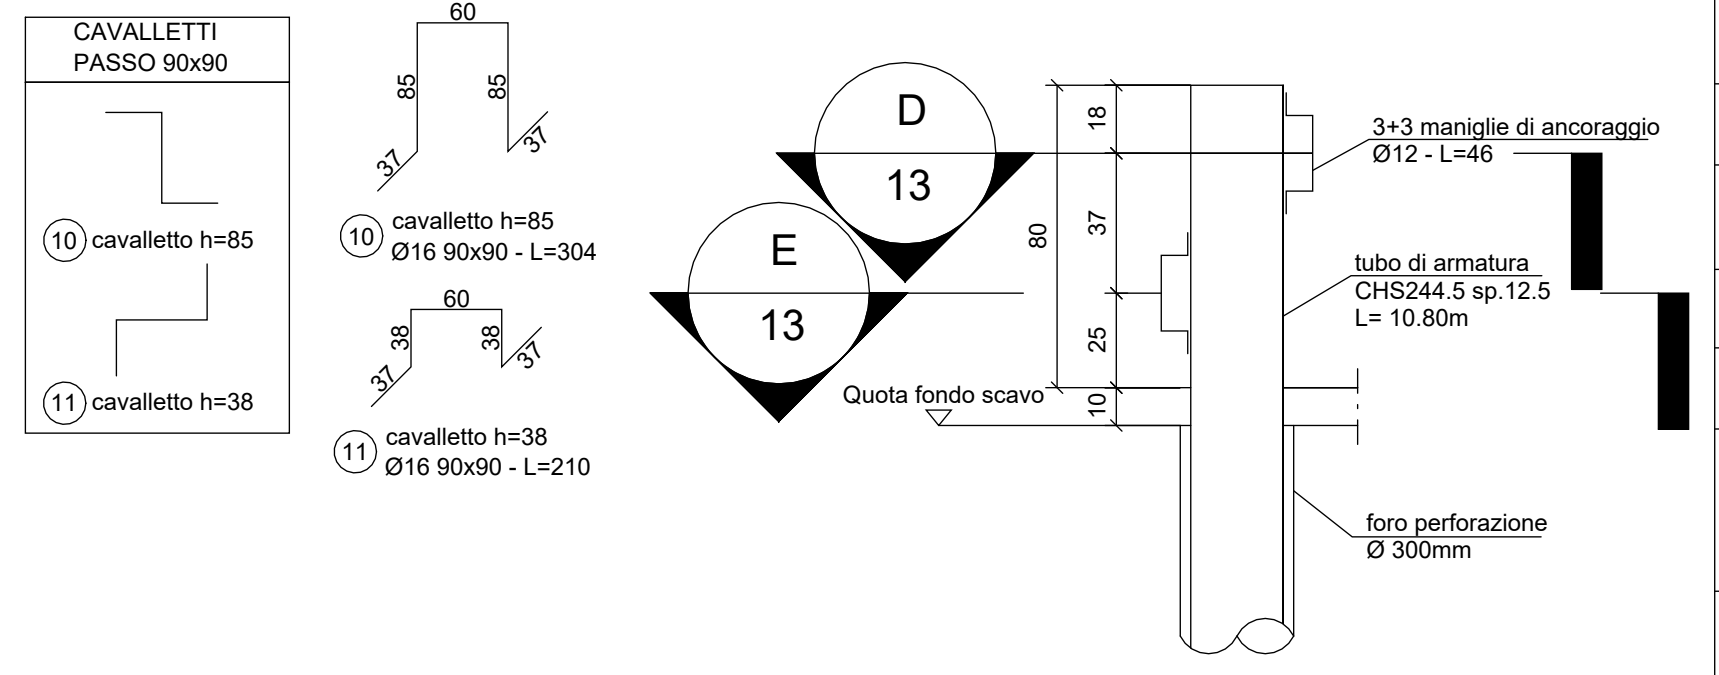 CAVALLETTI
PASSO 90x90
10 cavalletto h=85
11 cavalletto h=38
60
85
85
37
37
10 cavalletto h=85
Ø16 90x90 - L=304
60
38
38
37
37
11 cavalletto h=38
Ø16 90x90 - L=210
D
13
E
13
80
18
37
25
10
Quota fondo scavo
3+3 maniglie di ancoraggio
Ø12 - L=46
tubo di armatura
CHS244.5 sp.12.5
L= 10.80m
foro perforazione
Ø 300mm